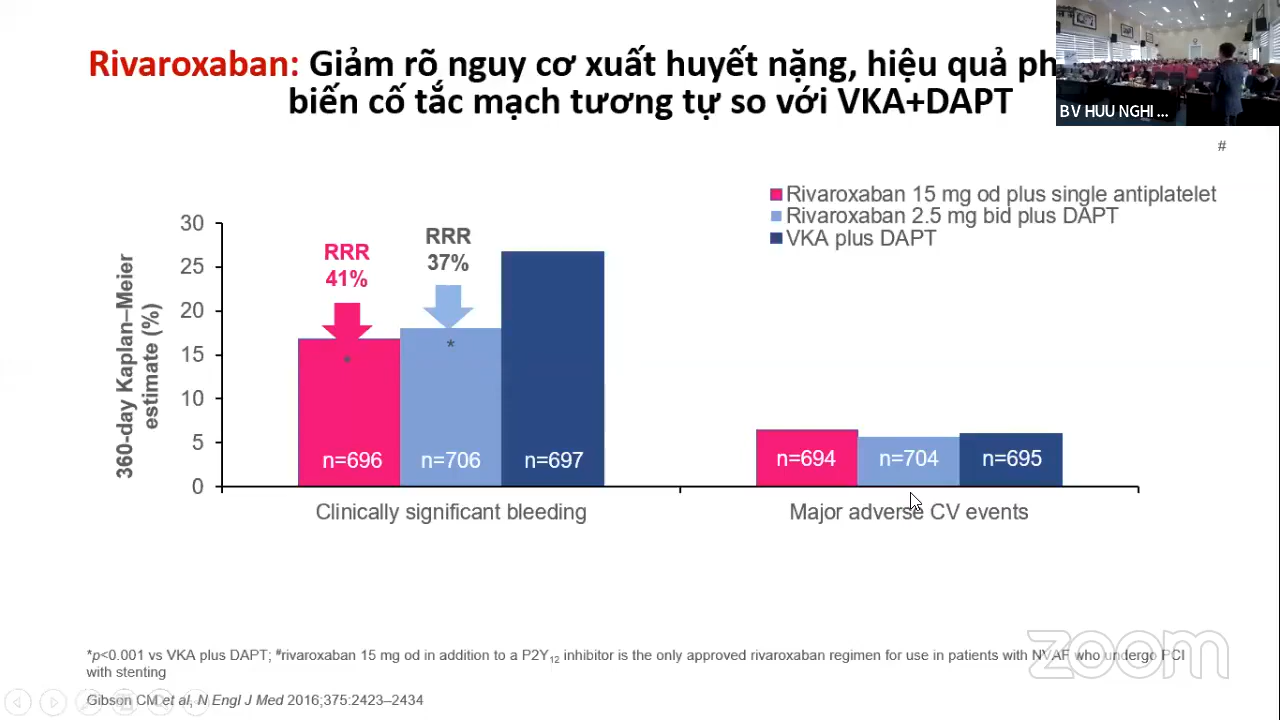 Rivaroxaban: Giảm rõ nguy cơ xuất huyết nặng, hiệu quả
biến cố tắc mạch tương tự so với VKA+DAPT
BV HUU NGHI ...
#
Rivaroxaban 15 mg od plus single antiplatelet
Rivaroxaban 2.5 mg bid plus DAPT
VKA plus DAPT
360-day Kaplan–Meier
estimate (%)
30
25
20
15
10
5
0
RRR
41%
RRR
37%
*
*
n=696
n=706
n=697
n=694
n=704
n=695
Clinically significant bleeding
Major adverse CV events
*p<0.001 vs VKA plus DAPT; #rivaroxaban 15 mg od in addition to a P2Y12 inhibitor is the only approved rivaroxaban regimen for use in patients with NVAF who undergo PCI
with stenting
Gibson CM et al, N Engl J Med 2016;375:2423–2434
zoom